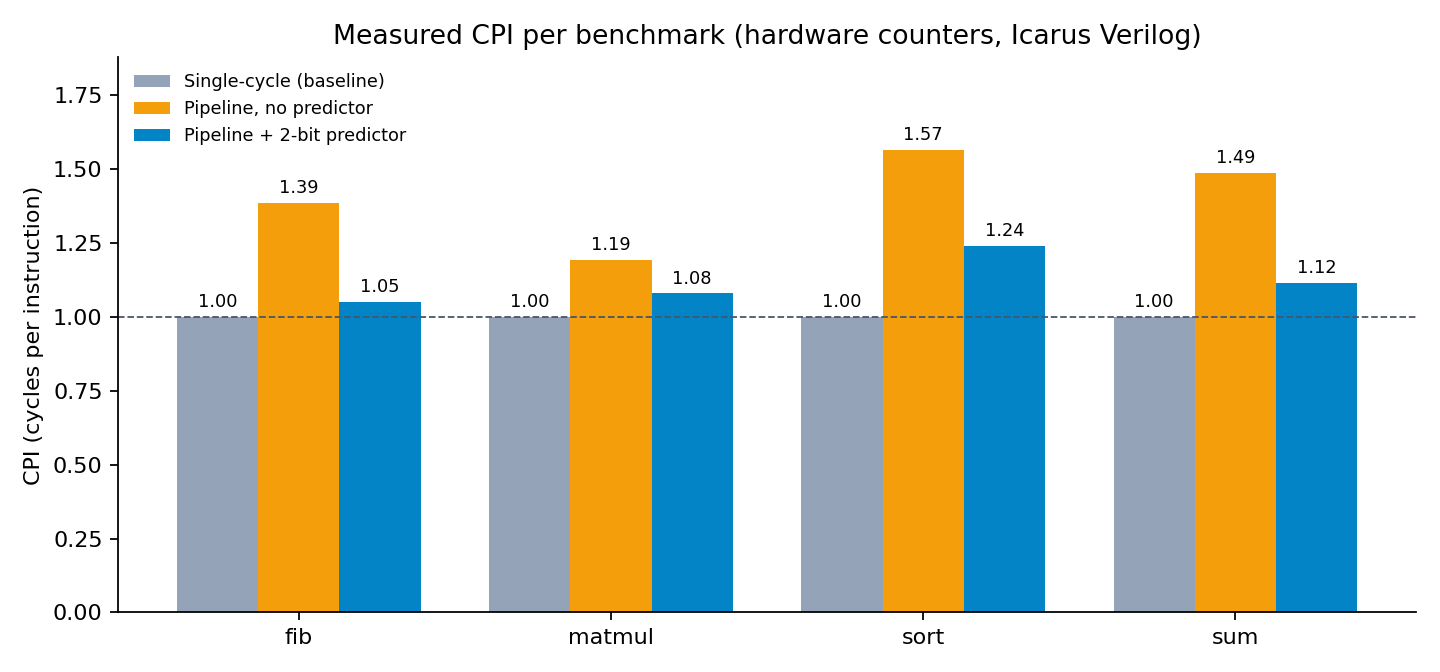 Measured CPI per benchmark (hardware counters, Icarus Verilog)
Single-cycle (baseline)
Pipeline, no predictor
Pipeline + 2-bit predictor
CPI (cycles per instruction)
1.75
1.50
1.25
1.00
0.75
0.50
0.25
0.00
1.00
1.39
1.05
1.00
1.19
1.08
1.00
1.57
1.24
1.00
1.49
1.12
fib
matmul
sort
sum